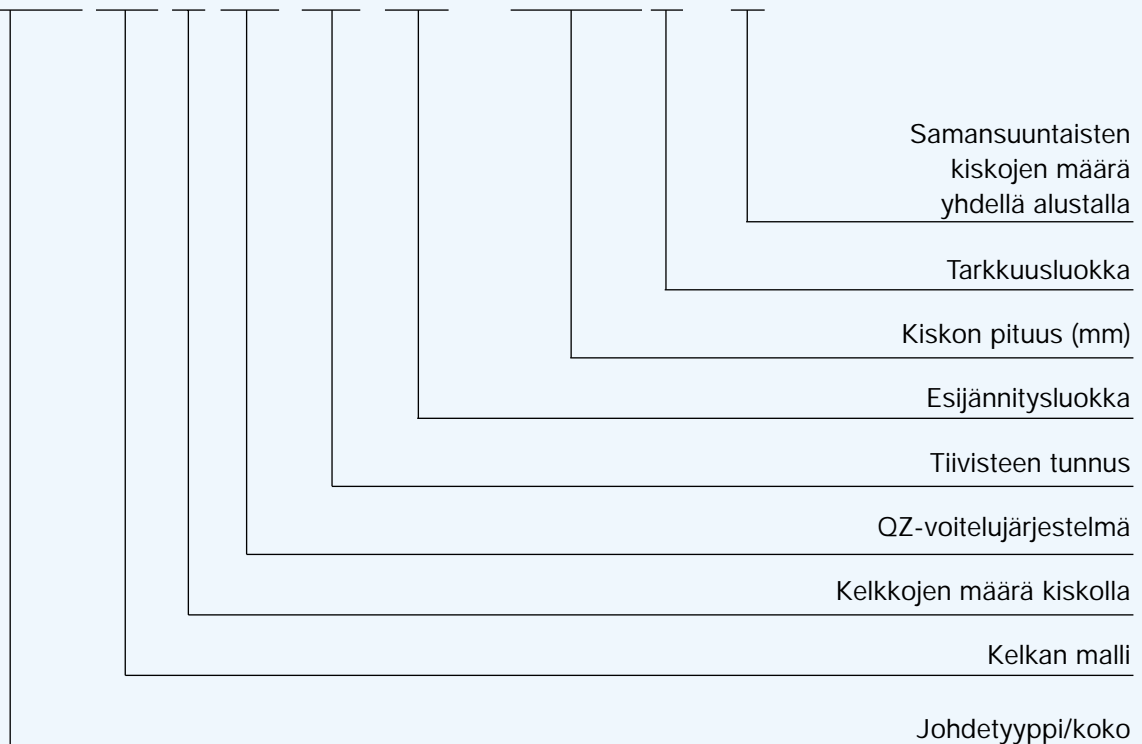 Samansuuntaisten
kiskojen määrä
yhdellä alustalla
Tarkkuusluokka
Kiskon pituus (mm)
Esijännitysluokka
Tiivisteen tunnus
QZ-voitelujärjestelmä
Kelkkojen määrä kiskolla
Kelkan malli
Johdetyyppi/koko